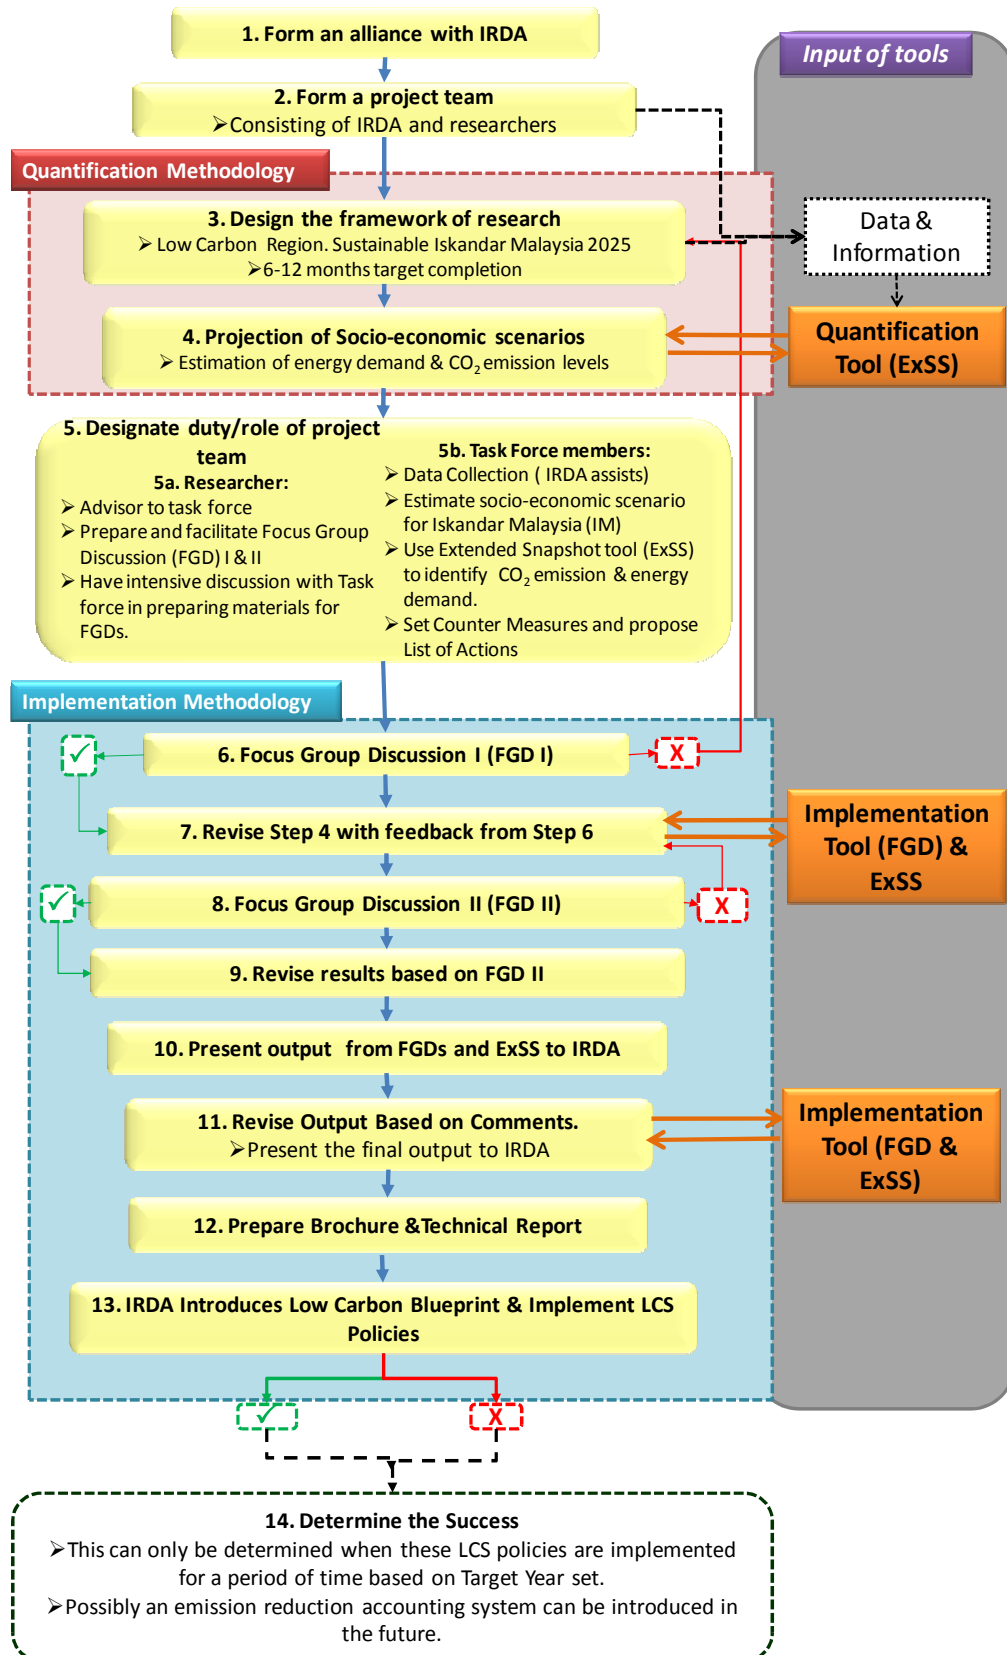 1. Form an alliance with IRDA
Input of tools
2. Form a project team
➢Consisting of IRDA and researchers
Quantification Methodology
3. Design the framework of research
➢ Low Carbon Region. Sustainable Iskandar Malaysia 2025
➢6-12 months target completion
Data &
Information
4. Projection of Socio-economic scenarios
➢ Estimation of energy demand & CO₂ emission levels
Quantification
Tool (ExSS)
5. Designate duty/role of project
team
5a. Researcher:
➢ Advisor to task force
➢ Prepare and facilitate Focus Group
Discussion (FGD) I & II
➢ Have intensive discussion with Task
force in preparing materials for
FGDs.
5b. Task Force members:
➢ Data Collection ( IRDA assists)
➢ Estimate socio-economic scenario
for Iskandar Malaysia (IM)
➢ Use Extended Snapshot tool (ExSS)
to identify CO₂ emission & energy
demand.
➢ Set Counter Measures and propose
List of Actions
Implementation Methodology
✓
6. Focus Group Discussion I (FGD I)
X
7. Revise Step 4 with feedback from Step 6
Implementation
Tool (FGD) &
ExSS
✓
8. Focus Group Discussion II (FGD II)
X
9. Revise results based on FGD II
10. Present output from FGDs and ExSS to IRDA
11. Revise Output Based on Comments.
➢Present the final output to IRDA
Implementation
Tool (FGD &
ExSS)
12. Prepare Brochure &Technical Report
13. IRDA Introduces Low Carbon Blueprint & Implement LCS
Policies
✓
X
14. Determine the Success
➢This can only be determined when these LCS policies are implemented
for a period of time based on Target Year set.
➢Possibly an emission reduction accounting system can be introduced in
the future.